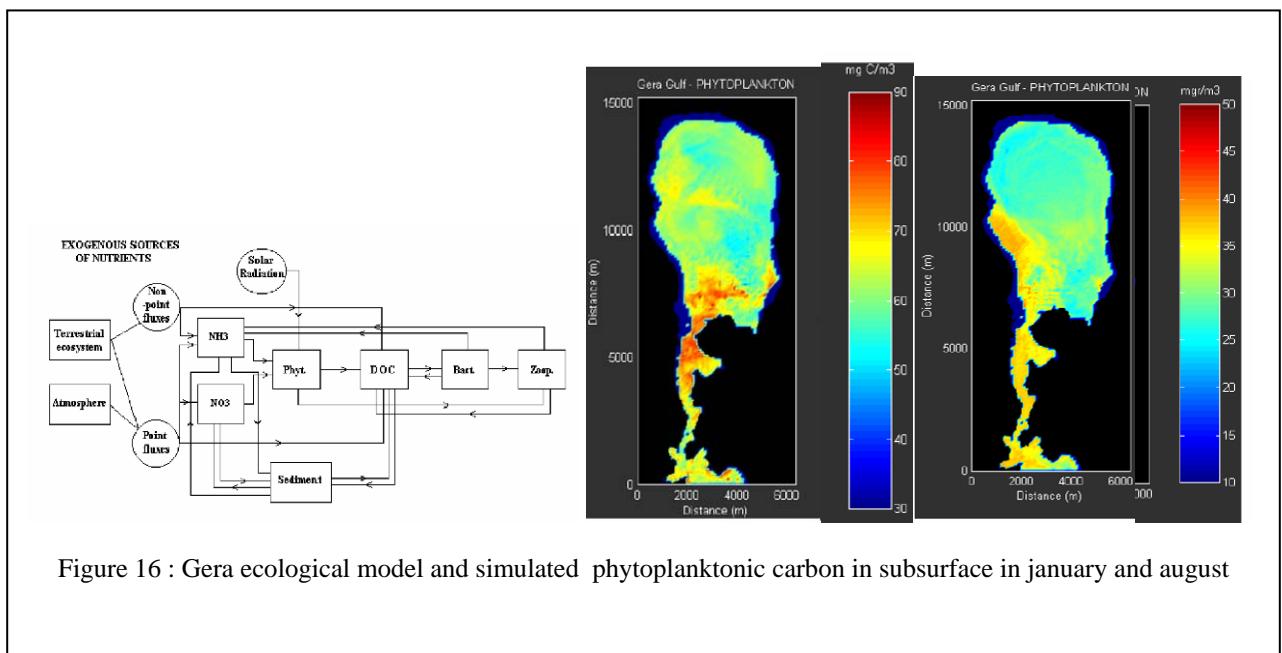 EXOGENOUS SOURCES
OF NUTRIENTS
Solar
Radiation
Non
-point
fluxes
Terrestrial
ecosystem
Atmosphere
Point
fluxes
NH3
NO3
Phyt.
DOC
Bact.
Zoop.
Sediment
Gera Gulf - PHYTOPLANKTON
15000
10000
5000
0
Distance (m)
0 2000 4000 6000
Distance (m)
mg C/m3
90
80
70
60
50
40
30
Gera Gulf - PHYTOPLANKTON
ON
15000
10000
5000
0
Distance (m)
0 2000 4000 6000
000
Distance (m)
mgr/m3
50
45
40
35
30
25
20
15
10
Figure 16 : Gera ecological model and simulated phytoplanktonic carbon in subsurface in january and august